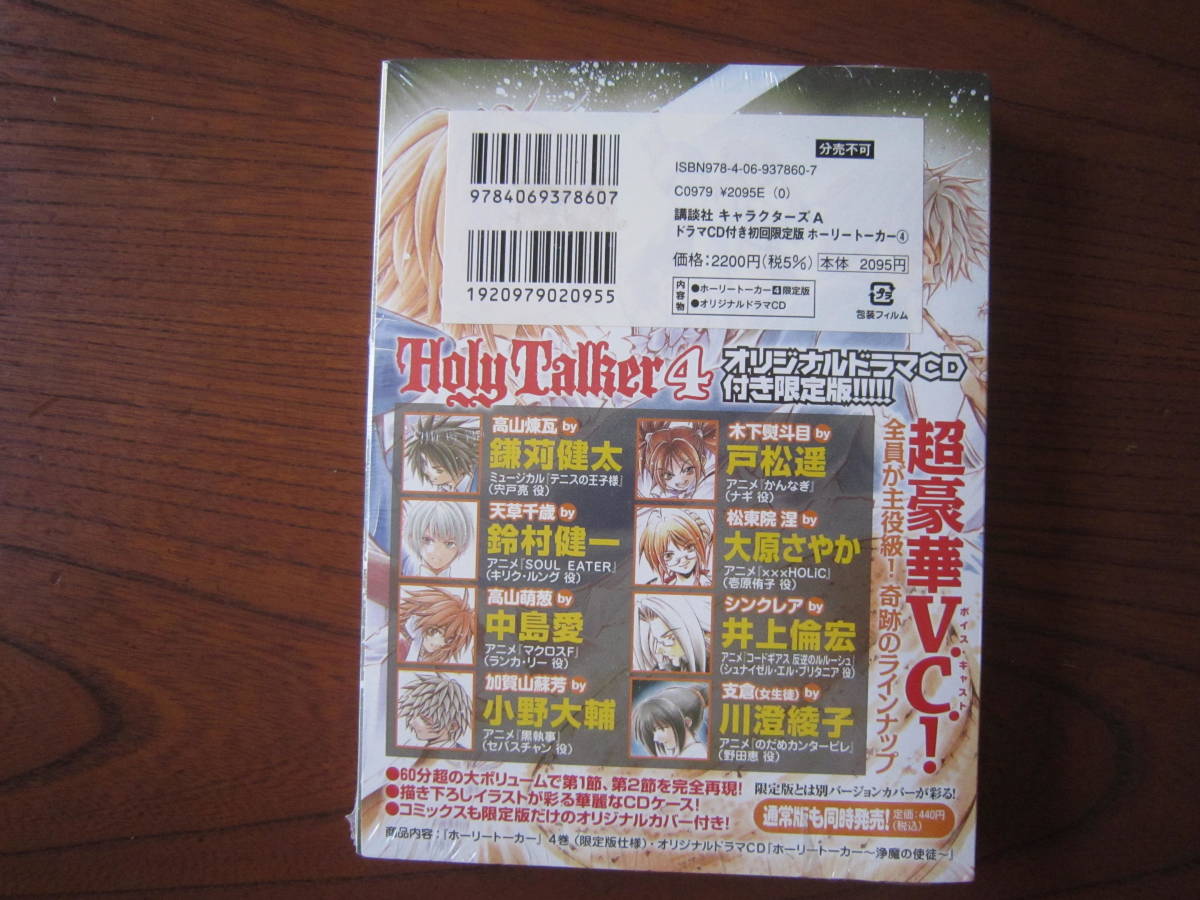 分売不可
9784069378607
1920979020955
ISBN978-4-06-937860-7
C0979 ¥2095E (0)
講談社 キャラクターズA
ドラマCD付き初回限定版 ホーリートーカー④
価格:2200円(税5%) 本体 2095円
内容物
●ホーリートーカー4限定版
●オリジナルドラマCD
プラ
包装フィルム
Holy Talker 4
オリジナルドラマCD
付き限定版!!!!!
超豪華V.C.!
ボイス・キャスト
全員が主役級!奇跡のラインナップ
高山煉瓦 by
鎌苅健太
ミュージカル『テニスの王子様』
(宍戸亮 役)
天草千歳 by
鈴村健一
アニメ『SOUL EATER』
(キリク・ルング 役)
高山萌葱 by
中島愛
アニメ『マクロスF』
(ランカ・リー 役)
加賀山蘇芳 by
小野大輔
アニメ『黒執事』
(セバスチャン 役)
木下熨斗目 by
戸松遥
アニメ『かんなぎ』
(ナギ 役)
松東院 涅 by
大原さやか
アニメ『×××HOLiC』
(壱原侑子 役)
シンクレア by
井上倫宏
アニメ『コードギアス 反逆のルルーシュ』
(シュナイゼル・エル・ブリタニア 役)
支倉(女生徒) by
川澄綾子
アニメ『のだめカンタービレ』
(野田恵 役)
●60分超の大ボリュームで第1節、第2節を完全再現!
●描き下ろしイラストが彩る華麗なCDケース!
●コミックスも限定版だけのオリジナルカバー付き!
限定版とは別バージョンカバーが彩る!
通常版も同時発売! 定価:440円(税込)
商品内容:『ホーリートーカー』4巻(限定版仕様)・オリジナルドラマCD『ホーリートーカー〜浄魔の使徒〜』